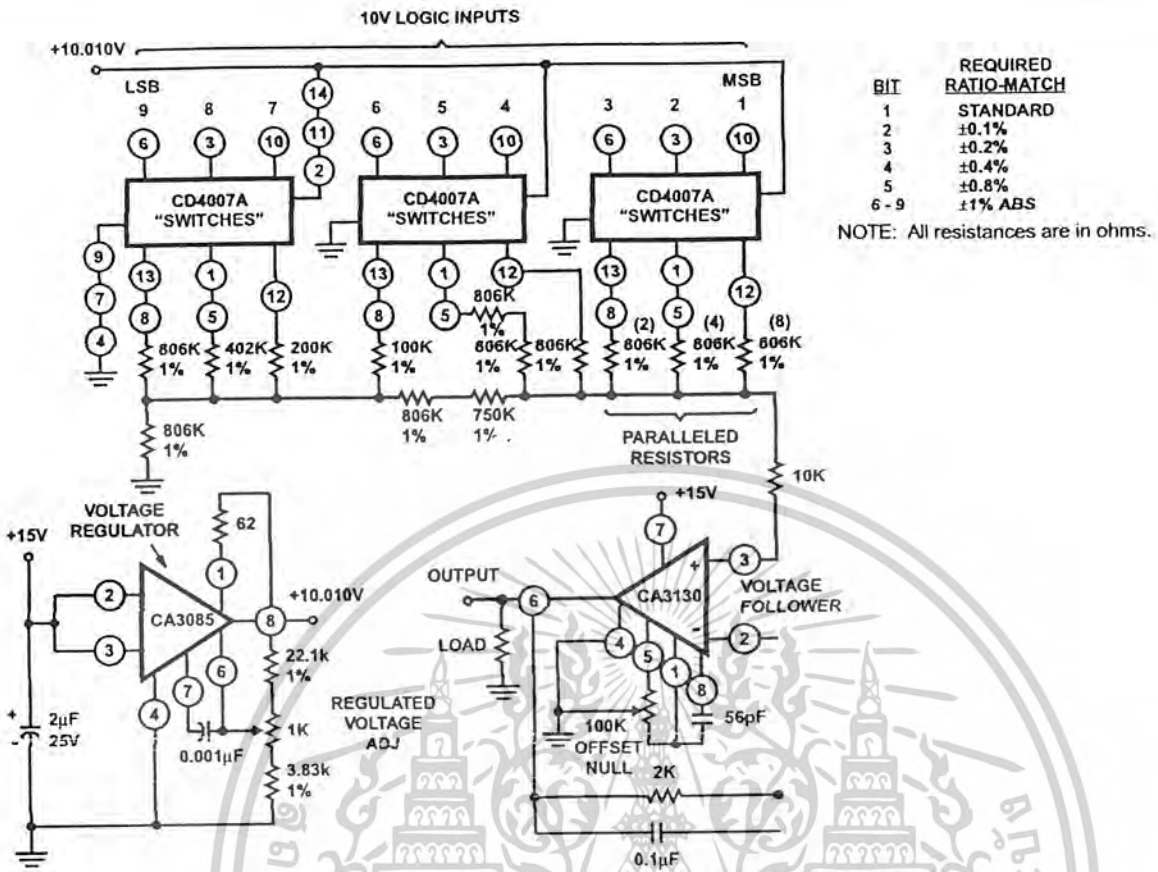 10V LOGIC INPUTS
+10.010V
LSB
MSB
9 8 7 6 5 4 3 2 1
14
11
2
6 3 10
6 3 10
6 3 10
CD4007A
"SWITCHES"
CD4007A
"SWITCHES"
CD4007A
"SWITCHES"
9
7
4
13 1 12
8 5
13 1 12
8 5
13 1 12
8 5
806K
1%
402K
1%
200K
1%
100K
1%
806K
1%
806K
1%
806K
1%
(2)
806K
1%
(4)
806K
1%
(8)
806K
1%
806K
1%
750K
1%
806K
1%
PARALLELED
RESISTORS
10K
BIT
REQUIRED
RATIO-MATCH
1 STANDARD
2 ±0.1%
3 ±0.2%
4 ±0.4%
5 ±0.8%
6 - 9 ±1% ABS
NOTE: All resistances are in ohms.
VOLTAGE
REGULATOR
+15V
62
1
2
3
CA3085
8
+10.010V
7
6
4
22.1k
1%
1K
3.83k
1%
0.001µF
+
-
2µF
25V
REGULATED
VOLTAGE
ADJ
+15V
7
OUTPUT
6
CA3130
+
-
3
2
VOLTAGE
FOLLOWER
LOAD
4
5
1
8
56pF
100K
OFFSET
NULL
2K
0.1µF